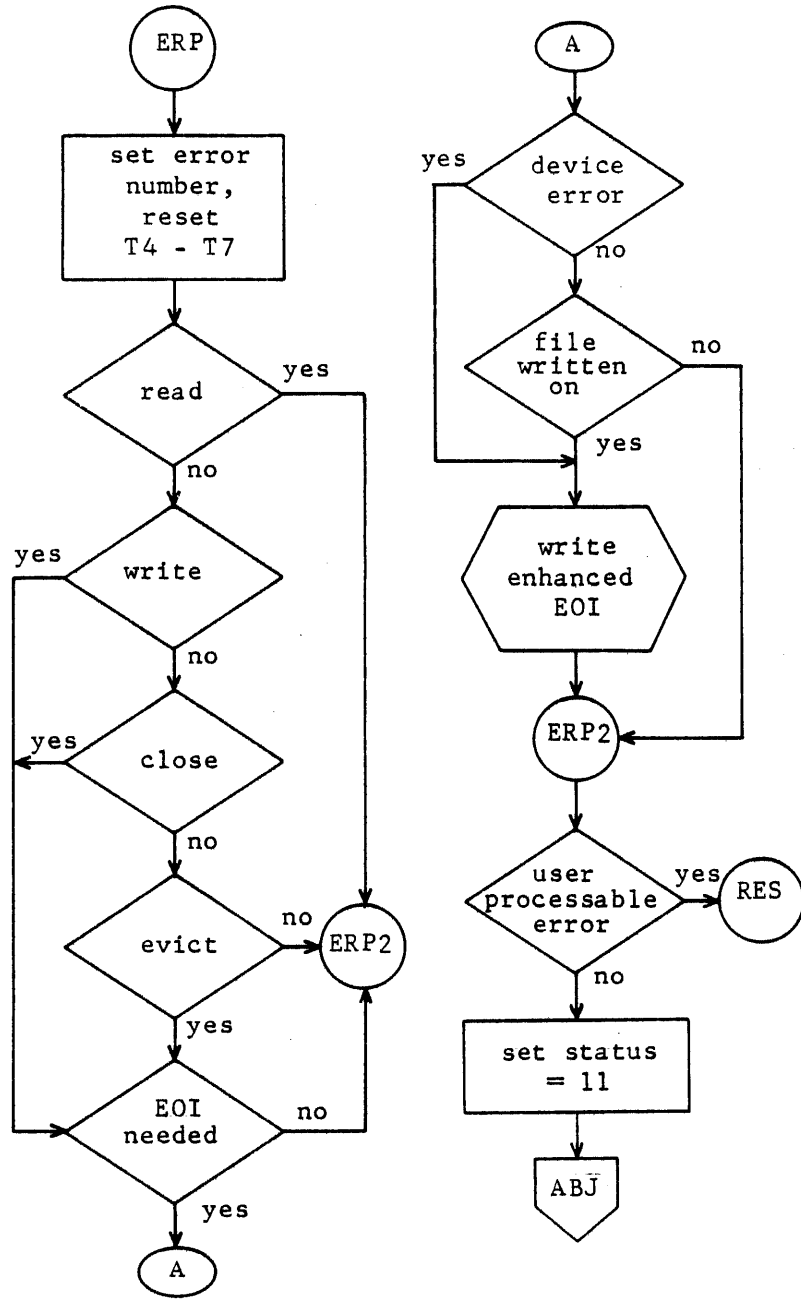 ERP
set error
number,
reset
T4 - T7
read
yes
no
write
yes
no
close
yes
no
evict
no
ERP2
yes
EOI
needed
no
yes
A
A
device
error
yes
no
file
written
on
no
yes
write
enhanced
EOI
ERP2
user
processable
error
yes
RES
no
set status
= 11
ABJ